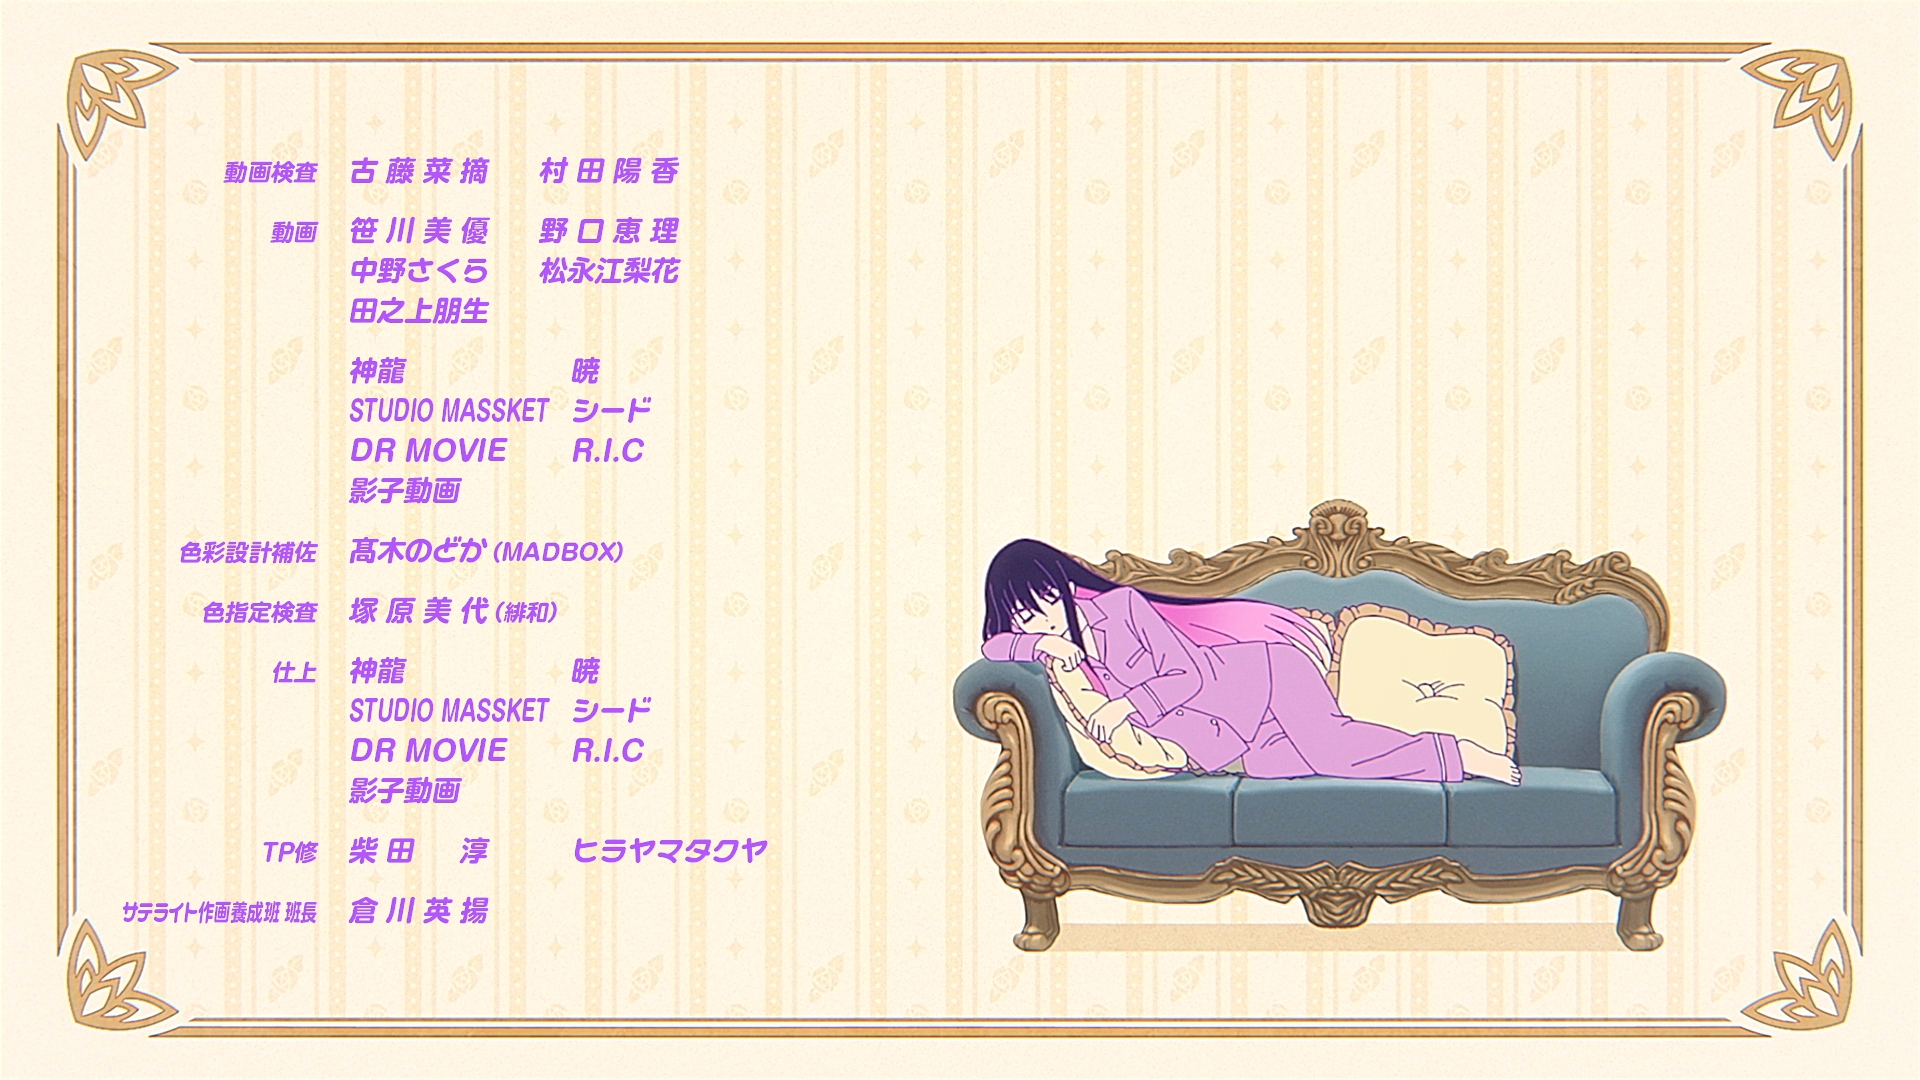 動画検査 古藤菜摘 村田陽香
動画 笹川美優 野口恵理
中野さくら 松永江梨花
田之上朋生
神龍 暁
STUDIO MASSKET シード
DR MOVIE R.I.C
影子動画
色彩設計補佐 髙木のどか(MADBOX)
色指定検査 塚原美代(緋和)
仕上 神龍 暁
STUDIO MASSKET シード
DR MOVIE R.I.C
影子動画
TP修 柴田 淳 ヒラヤマタクヤ
サテライト作画養成班 班長 倉川英揚